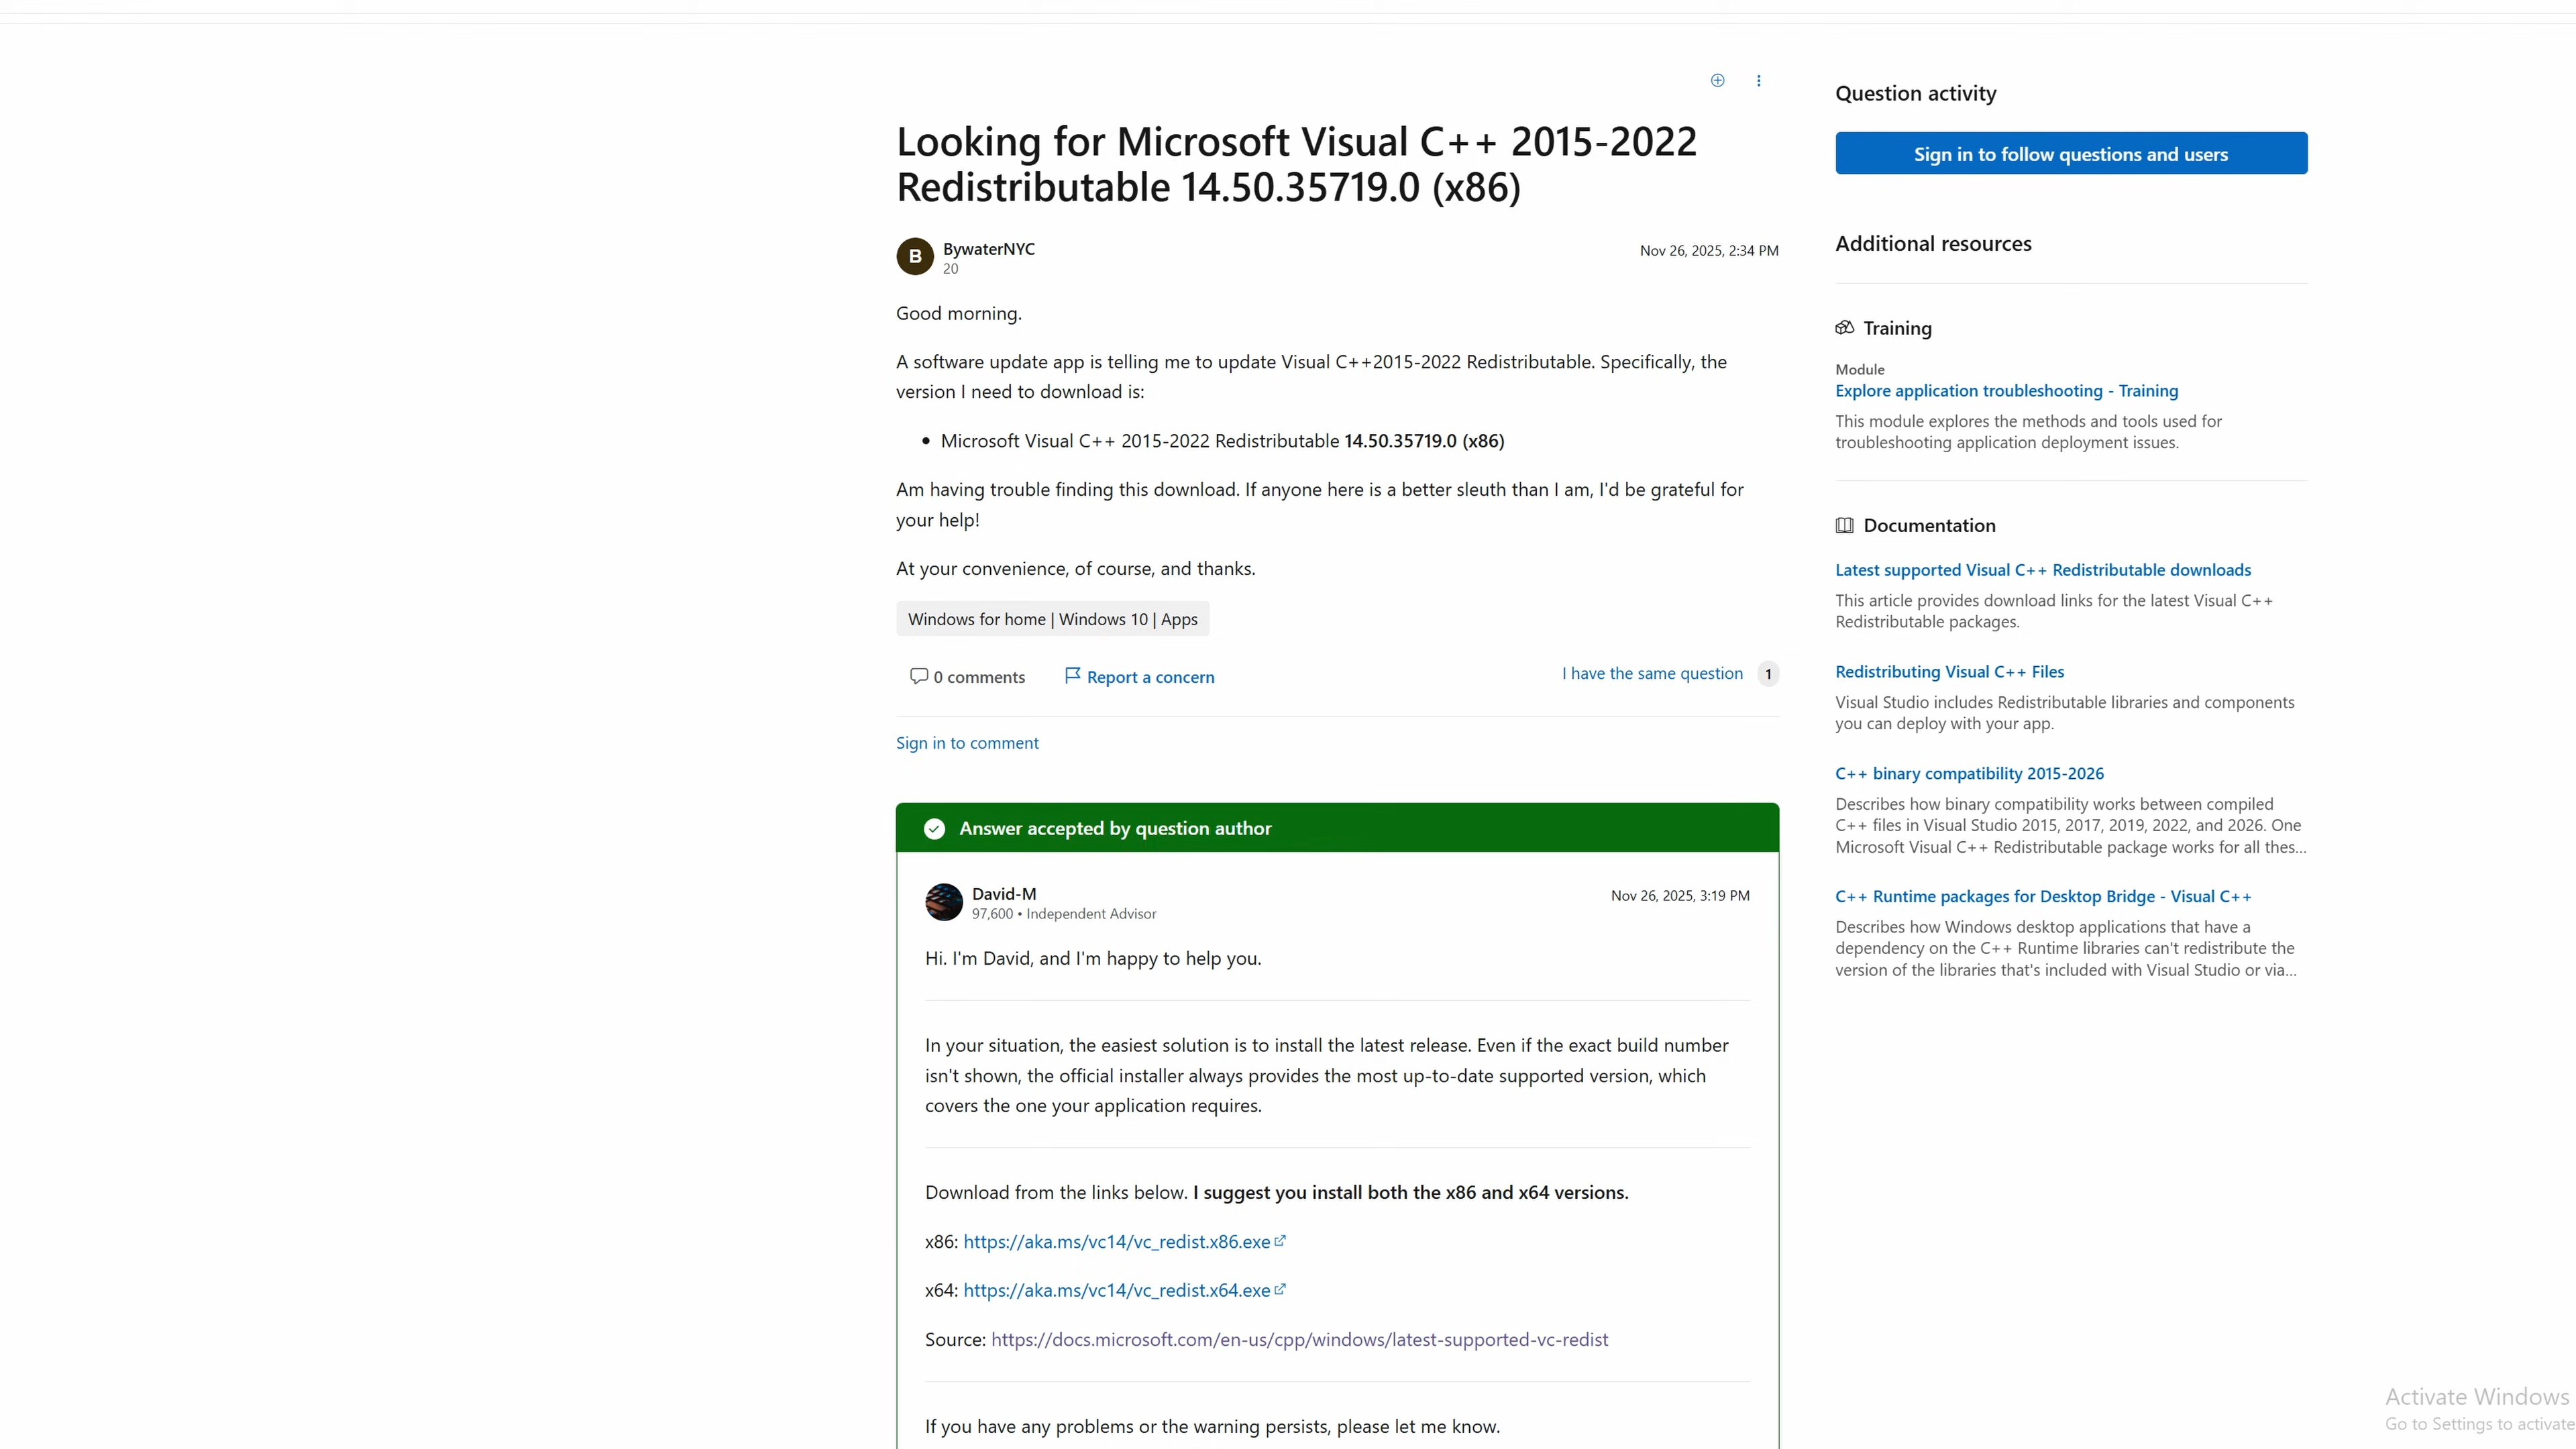 Looking for Microsoft Visual C++ 2015-2022
Redistributable 14.50.35719.0 (x86)
B
BywaterNYC
20
Nov 26, 2025, 2:34 PM
Good morning.
A software update app is telling me to update Visual C++2015-2022 Redistributable. Specifically, the
version I need to download is:
• Microsoft Visual C++ 2015-2022 Redistributable 14.50.35719.0 (x86)
Am having trouble finding this download. If anyone here is a better sleuth than I am, I'd be grateful for
your help!
At your convenience, of course, and thanks.
Windows for home | Windows 10 | Apps
0 comments
Report a concern
I have the same question 1
Sign in to comment
Answer accepted by question author
David-M
97,600 • Independent Advisor
Nov 26, 2025, 3:19 PM
Hi. I'm David, and I'm happy to help you.
In your situation, the easiest solution is to install the latest release. Even if the exact build number
isn't shown, the official installer always provides the most up-to-date supported version, which
covers the one your application requires.
Download from the links below. I suggest you install both the x86 and x64 versions.
x86: https://aka.ms/vc14/vc_redist.x86.exe
x64: https://aka.ms/vc14/vc_redist.x64.exe
Source: https://docs.microsoft.com/en-us/cpp/windows/latest-supported-vc-redist
If you have any problems or the warning persists, please let me know.
Question activity
Sign in to follow questions and users
Additional resources
Training
Module
Explore application troubleshooting - Training
This module explores the methods and tools used for
troubleshooting application deployment issues.
Documentation
Latest supported Visual C++ Redistributable downloads
This article provides download links for the latest Visual C++
Redistributable packages.
Redistributing Visual C++ Files
Visual Studio includes Redistributable libraries and components
you can deploy with your app.
C++ binary compatibility 2015-2026
Describes how binary compatibility works between compiled
C++ files in Visual Studio 2015, 2017, 2019, 2022, and 2026. One
Microsoft Visual C++ Redistributable package works for all thes...
C++ Runtime packages for Desktop Bridge - Visual C++
Describes how Windows desktop applications that have a
dependency on the C++ Runtime libraries can't redistribute the
version of the libraries that's included with Visual Studio or via...
Activate Windows
Go to Settings to activate